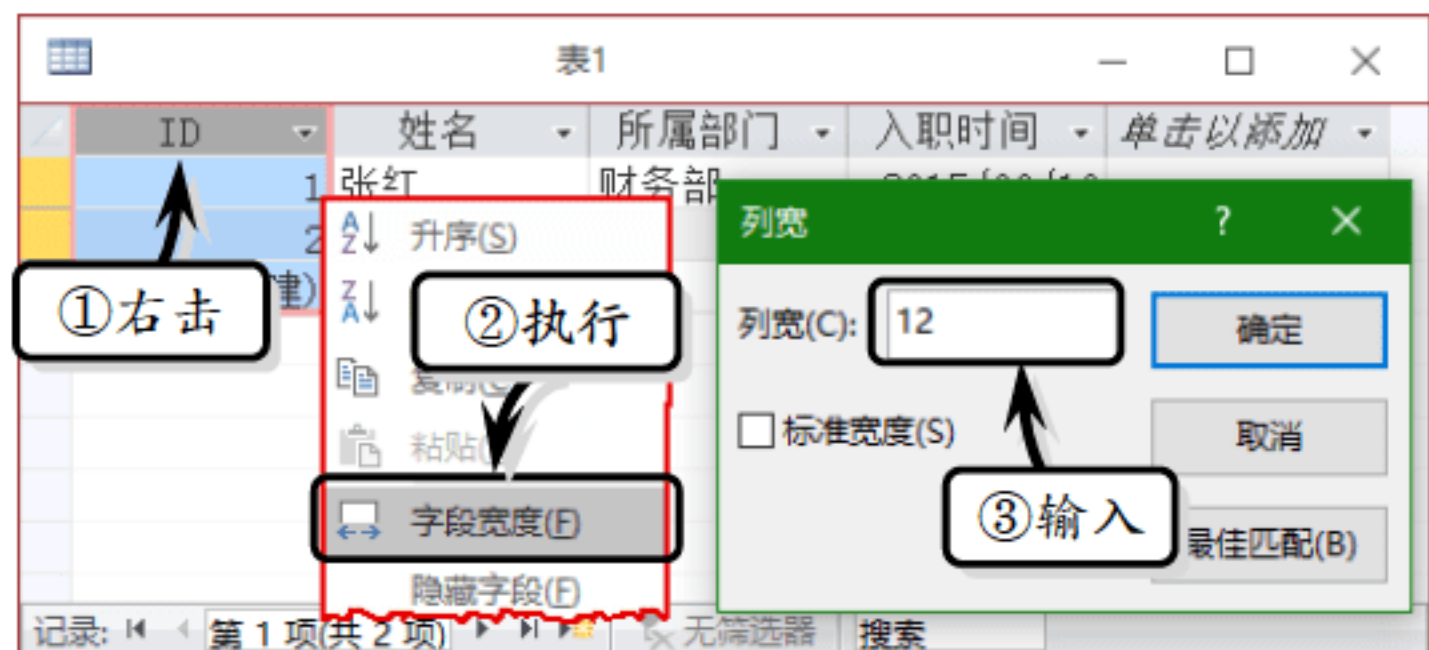 表1
ID 姓名 所属部门 入职时间 单击以添加
1 张红 财务部
2
建)
①右击
升序(S)
②执行
粘贴
字段宽度(F)
隐藏字段(F)
列宽 ?
列宽(C): 12 确定
标准宽度(S) 取消
③输入
最佳匹配(B)
记录: 第 1 项(共 2 项) 无筛选器 搜索